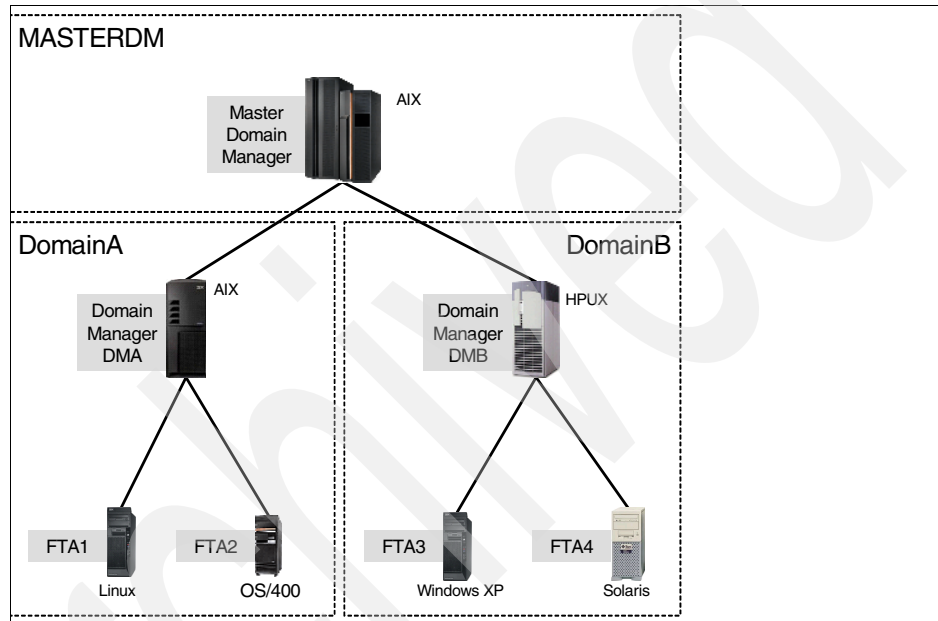 MASTERDM
AIX
Master
Domain
Manager
DomainA
DomainB
AIX
HPUX
Domain
Manager
DMA
Domain
Manager
DMB
FTA1
FTA2
FTA3
FTA4
Linux
OS/400
Windows XP
Solaris